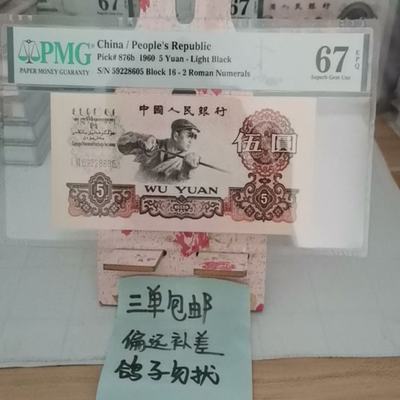 PMG
PAPER MONEY GUARANTY
China / People's Republic
Pick# 876b 1960 5 Yuan - Light Black
S/N 59228605 Block 16 - 2 Roman Numerals
67 EPQ
Superb Gem Unc
中国人民银行
伍圆
5
WU YUAN
5
三单包邮
偏远补差
鸽子勿扰